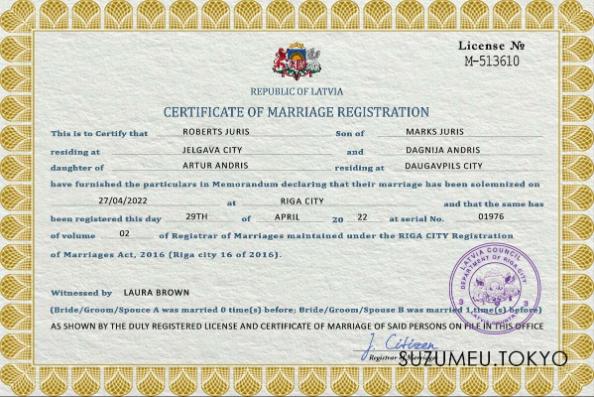 License №
M-513610
REPUBLIC OF LATVIA
CERTIFICATE OF MARRIAGE REGISTRATION
This is to Certify that ROBERTS JURIS Son of MARKS JURIS
residing at JELGAVA CITY and DAGNIJA ANDRIS
daughter of ARTUR ANDRIS residing at DAUGAVPILS CITY
have furnished the particulars in Memorandum declaring that their marriage has been solemnized on
27/04/2022 at RIGA CITY and that the same has
been registered this day 29TH of APRIL 20 22 at serial No. 01976
of volume 02 of Registrar of Marriages maintained under the RIGA CITY Registration
of Marriages Act, 2016 (Riga city 16 of 2016).
LATVIA COUNCIL
DEPARTMENT OF RIGA CITY
Witnessed by LAURA BROWN
(Bride/Groom/Spouce A was married 0 time(s) before; Bride/Groom/Spouse B was married 1,time(s) before)
AS SHOWN BY THE DULY REGISTERED LICENSE AND CERTIFICATE OF MARRIAGE OF SAID PERSONS ON FILE IN THIS OFFICE
J. Citizen
Registrar
SUZUMEU.TOKYO